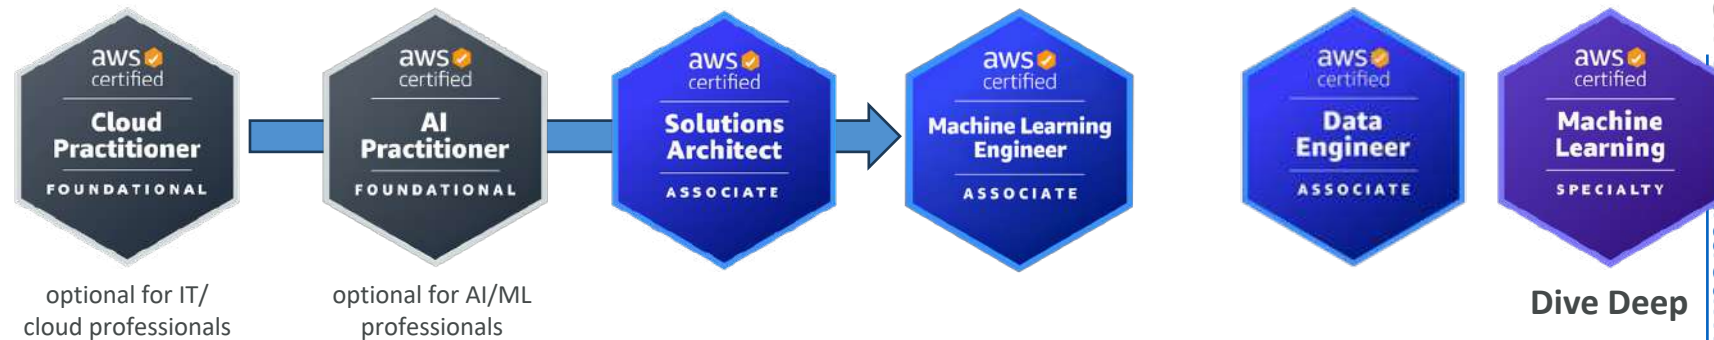 aws
certified
Cloud
Practitioner
FOUNDATIONAL
optional for IT/
cloud professionals
aws
certified
AI
Practitioner
FOUNDATIONAL
optional for AI/ML
professionals
aws
certified
Solutions
Architect
ASSOCIATE
aws
certified
Machine Learning
Engineer
ASSOCIATE
aws
certified
Data
Engineer
ASSOCIATE
aws
certified
Machine
Learning
SPECIALTY
Dive Deep